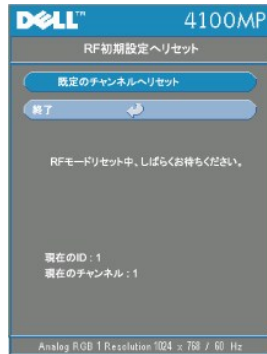 DELL™ 4100MP
RF初期設定へリセット
既定のチャンネルへリセット
終了
RFモードリセット中、しばらくお待ちください。
現在のID : 1
現在のチャンネル : 1
Analog RGB 1 Resolution 1024 x 768 / 60 Hz